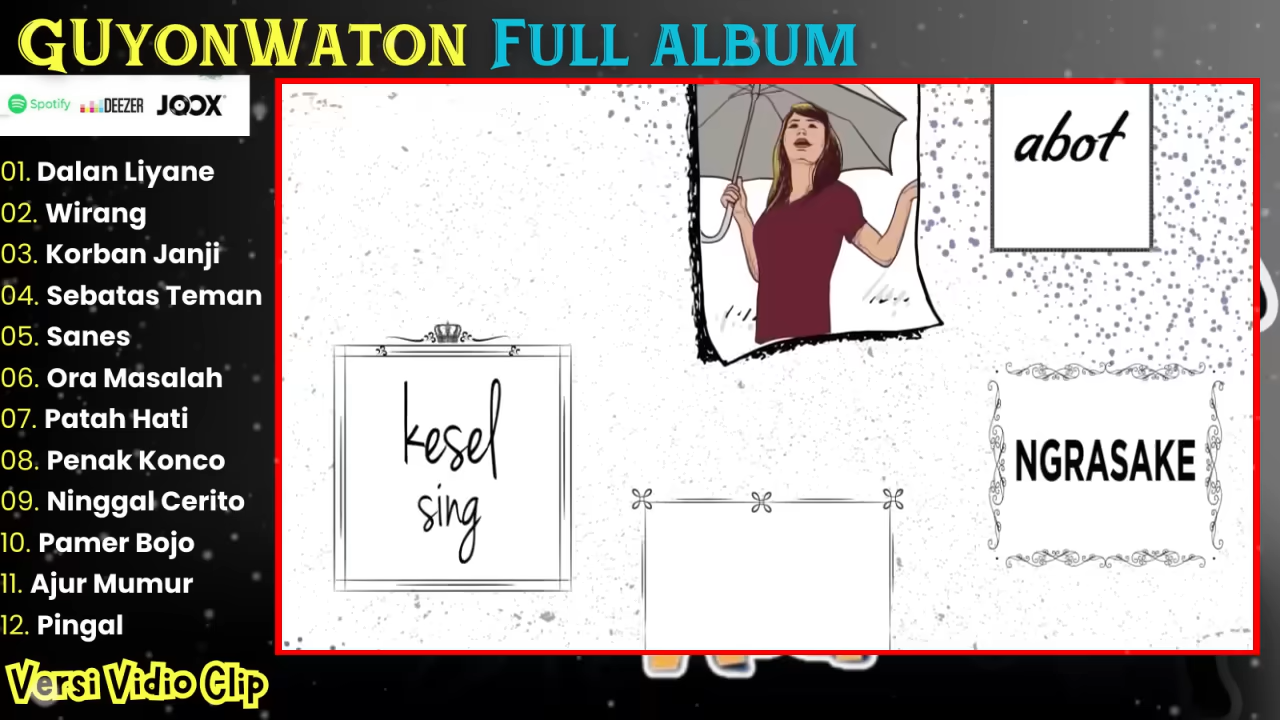 GUYONWATON FULL ALBUM
Spotify DEEZER JOOX
01. Dalan Liyane
02. Wirang
03. Korban Janji
04. Sebatas Teman
05. Sanes
06. Ora Masalah
07. Patah Hati
08. Penak Konco
09. Ninggal Cerito
10. Pamer Bojo
11. Ajur Mumur
12. Pingal
Versi Vidio Clip
abot
kesel
sing
NGRASAKE